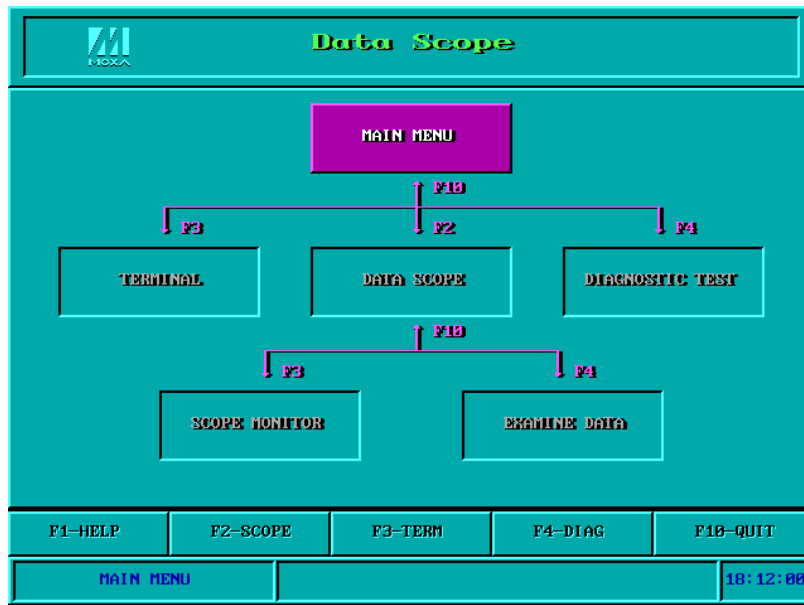 MOXA
Data Scope
MAIN MENU
F10
F3
F2
F4
TERMINAL
DATA SCOPE
DIAGNOSTIC TEST
F10
F3
F4
SCOPE MONITOR
EXAMINE DATA
F1-HELP
F2-SCOPE
F3-TERM
F4-DIAG
F10-QUIT
MAIN MENU
18:12:00